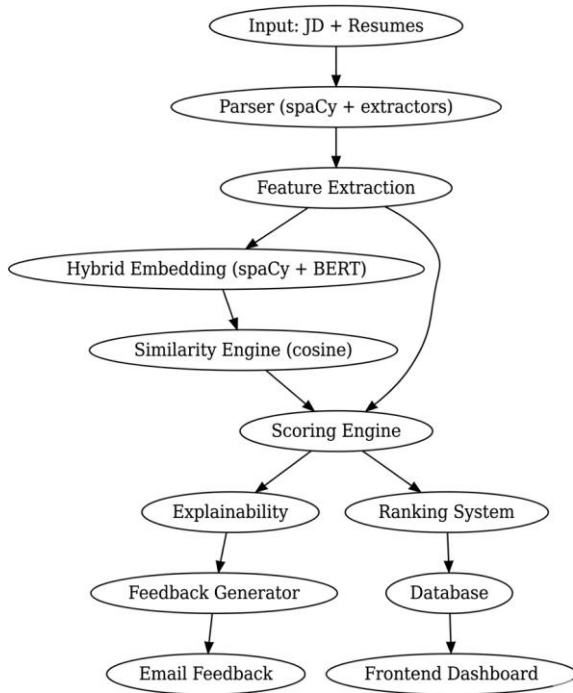 Input: JD + Resumes
Parser (spaCy + extractors)
Feature Extraction
Hybrid Embedding (spaCy + BERT)
Similarity Engine (cosine)
Scoring Engine
Explainability
Ranking System
Feedback Generator
Database
Email Feedback
Frontend Dashboard